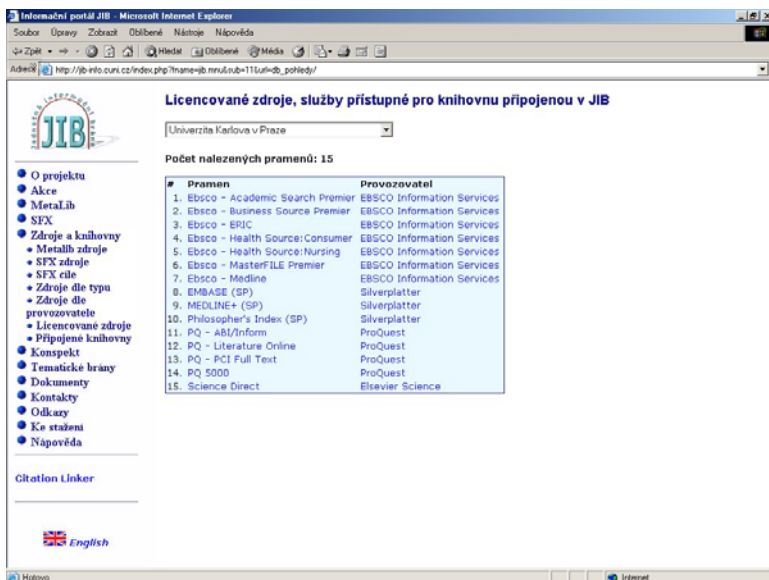 Informační portál JIB - Microsoft Internet Explorer
Soubor Úpravy Zobrazit Oblíbené Nástroje Nápověda
Zpět Hledat Oblíbené Média
Adresa http://jib-info.cuni.cz/index.php?fname=jib.mnu&sub=11&url=db_pohledy/
JIB
O projektu
Akce
MetaLib
SFX
Zdroje a knihovny
Metalib zdroje
SFX zdroje
SFX cíle
Zdroje dle typu
Zdroje dle
provozovatele
Licencované zdroje
Připojené knihovny
Konspekt
Tematické brány
Dokumenty
Kontakty
Odkazy
Ke stažení
Nápověda
Citation Linker
English
Licencované zdroje, služby přístupné pro knihovnu připojenou v JIB
Univerzita Karlova v Praze
Počet nalezených pramenů: 15
# Pramen Provozovatel
1. Ebsco - Academic Search Premier EBSCO Information Services
2. Ebsco - Business Source Premier EBSCO Information Services
3. Ebsco - ERIC EBSCO Information Services
4. Ebsco - Health Source:Consumer EBSCO Information Services
5. Ebsco - Health Source:Nursing EBSCO Information Services
6. Ebsco - MasterFILE Premier EBSCO Information Services
7. Ebsco - Medline EBSCO Information Services
8. EMBASE (SP) Silverplatter
9. MEDLINE+ (SP) Silverplatter
10. Philosopher's Index (SP) Silverplatter
11. PQ - ABI/Inform ProQuest
12. PQ - Literature Online ProQuest
13. PQ - PCI Full Text ProQuest
14. PQ 5000 ProQuest
15. Science Direct Elsevier Science
Hotovo Internet